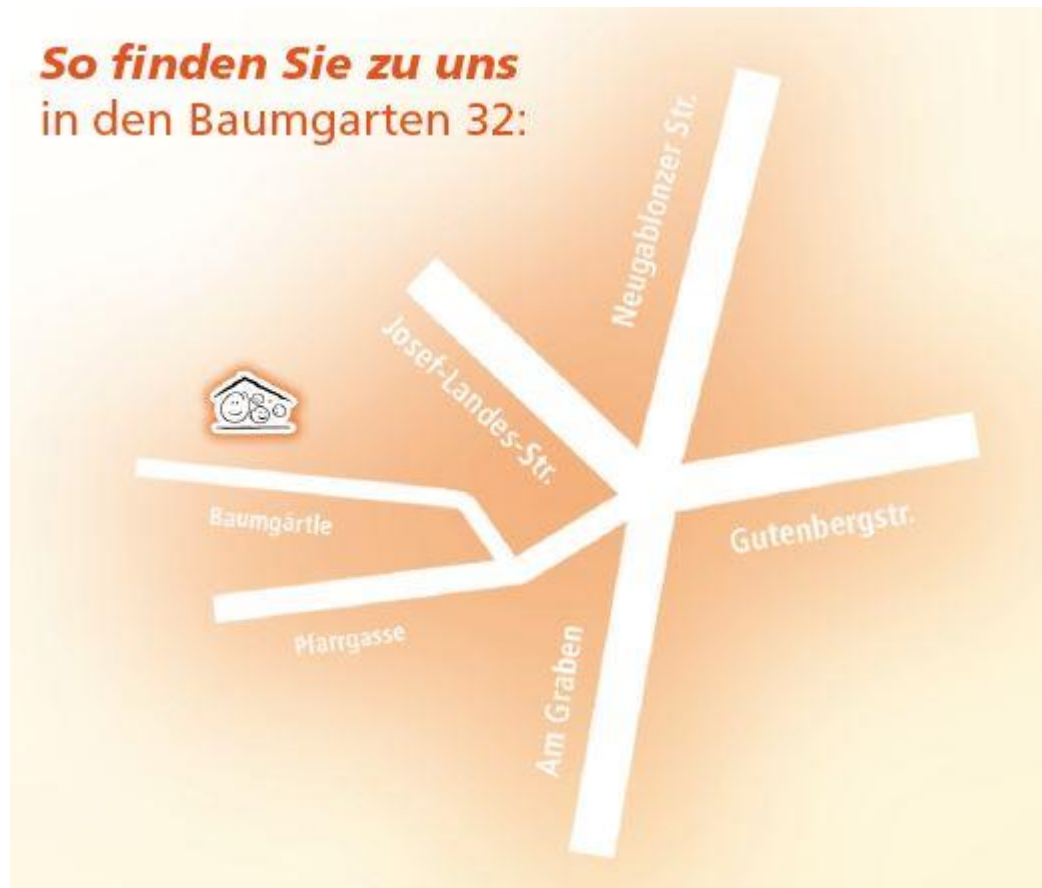 So finden Sie zu uns
in den Baumgarten 32:
Neugablonzer Str.
Josef-Landes-Str.
Baumgärtle
Gutenbergstr.
Pfarrgasse
Am Graben